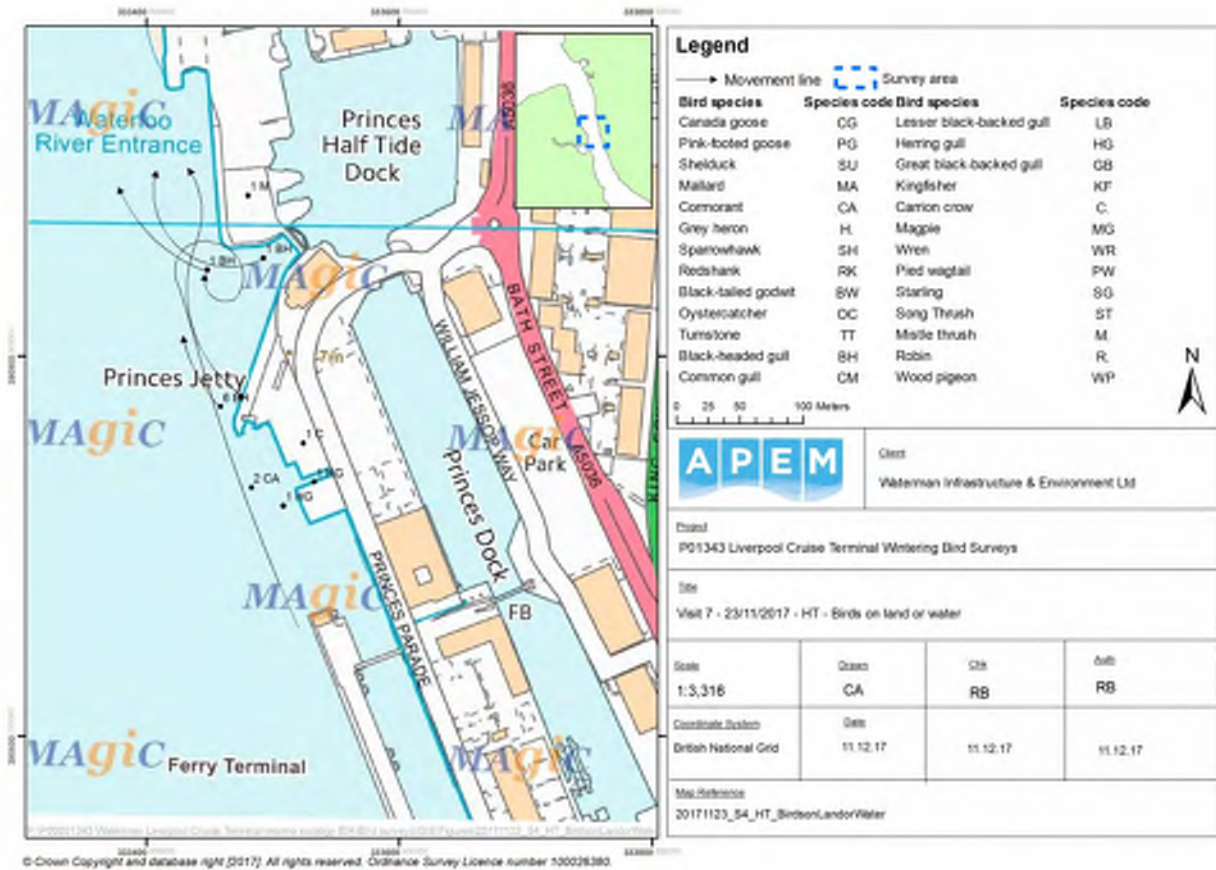 MAGiC
Waterloo
River Entrance
Princes
Half Tide
Dock
MA
1 M
1 BH
1 BH
MAGiC
BATH STREET
A5036
WILLIAM JESSOP WAY
7m
Princes Jetty
MAGiC
MAGiC
Car
Park
1 C
2 CA
Princes Dock
MAGiC
PRINCES PARADE
FB
MAGiC
Ferry Terminal
MAGiC
Legend
Movement line
Survey area
Bird species Species code Bird species Species code
Canada goose CG Lesser black-backed gull LB
Pink-footed goose PG Herring gull HG
Shelduck SU Great black-backed gull GB
Mallard MA Kingfisher KF
Cormorant CA Carrion crow C.
Grey heron H. Magpie MG
Sparrowhawk SH Wren WR
Redshank RK Pied wagtail PW
Black-tailed godwit BW Starling SG
Oystercatcher OC Song Thrush ST
Turnstone TT Mistle thrush M.
Black-headed gull BH Robin R.
Common gull CM Wood pigeon WP
0 25 50 100 Meters
N
APEM
Client
Waterman Infrastructure & Environment Ltd
Project
P01343 Liverpool Cruise Terminal Wintering Bird Surveys
Title
Visit 7 - 23/11/2017 - HT - Birds on land or water
Scale Drawn Chk Auth
1:3,316 CA RB RB
Coordinate System Date
British National Grid 11.12.17 11.12.17 11.12.17
Map Reference
20171123_S4_HT_BirdsonLandorWater
© Crown Copyright and database right [2017]. All rights reserved. Ordnance Survey Licence number 100026380.